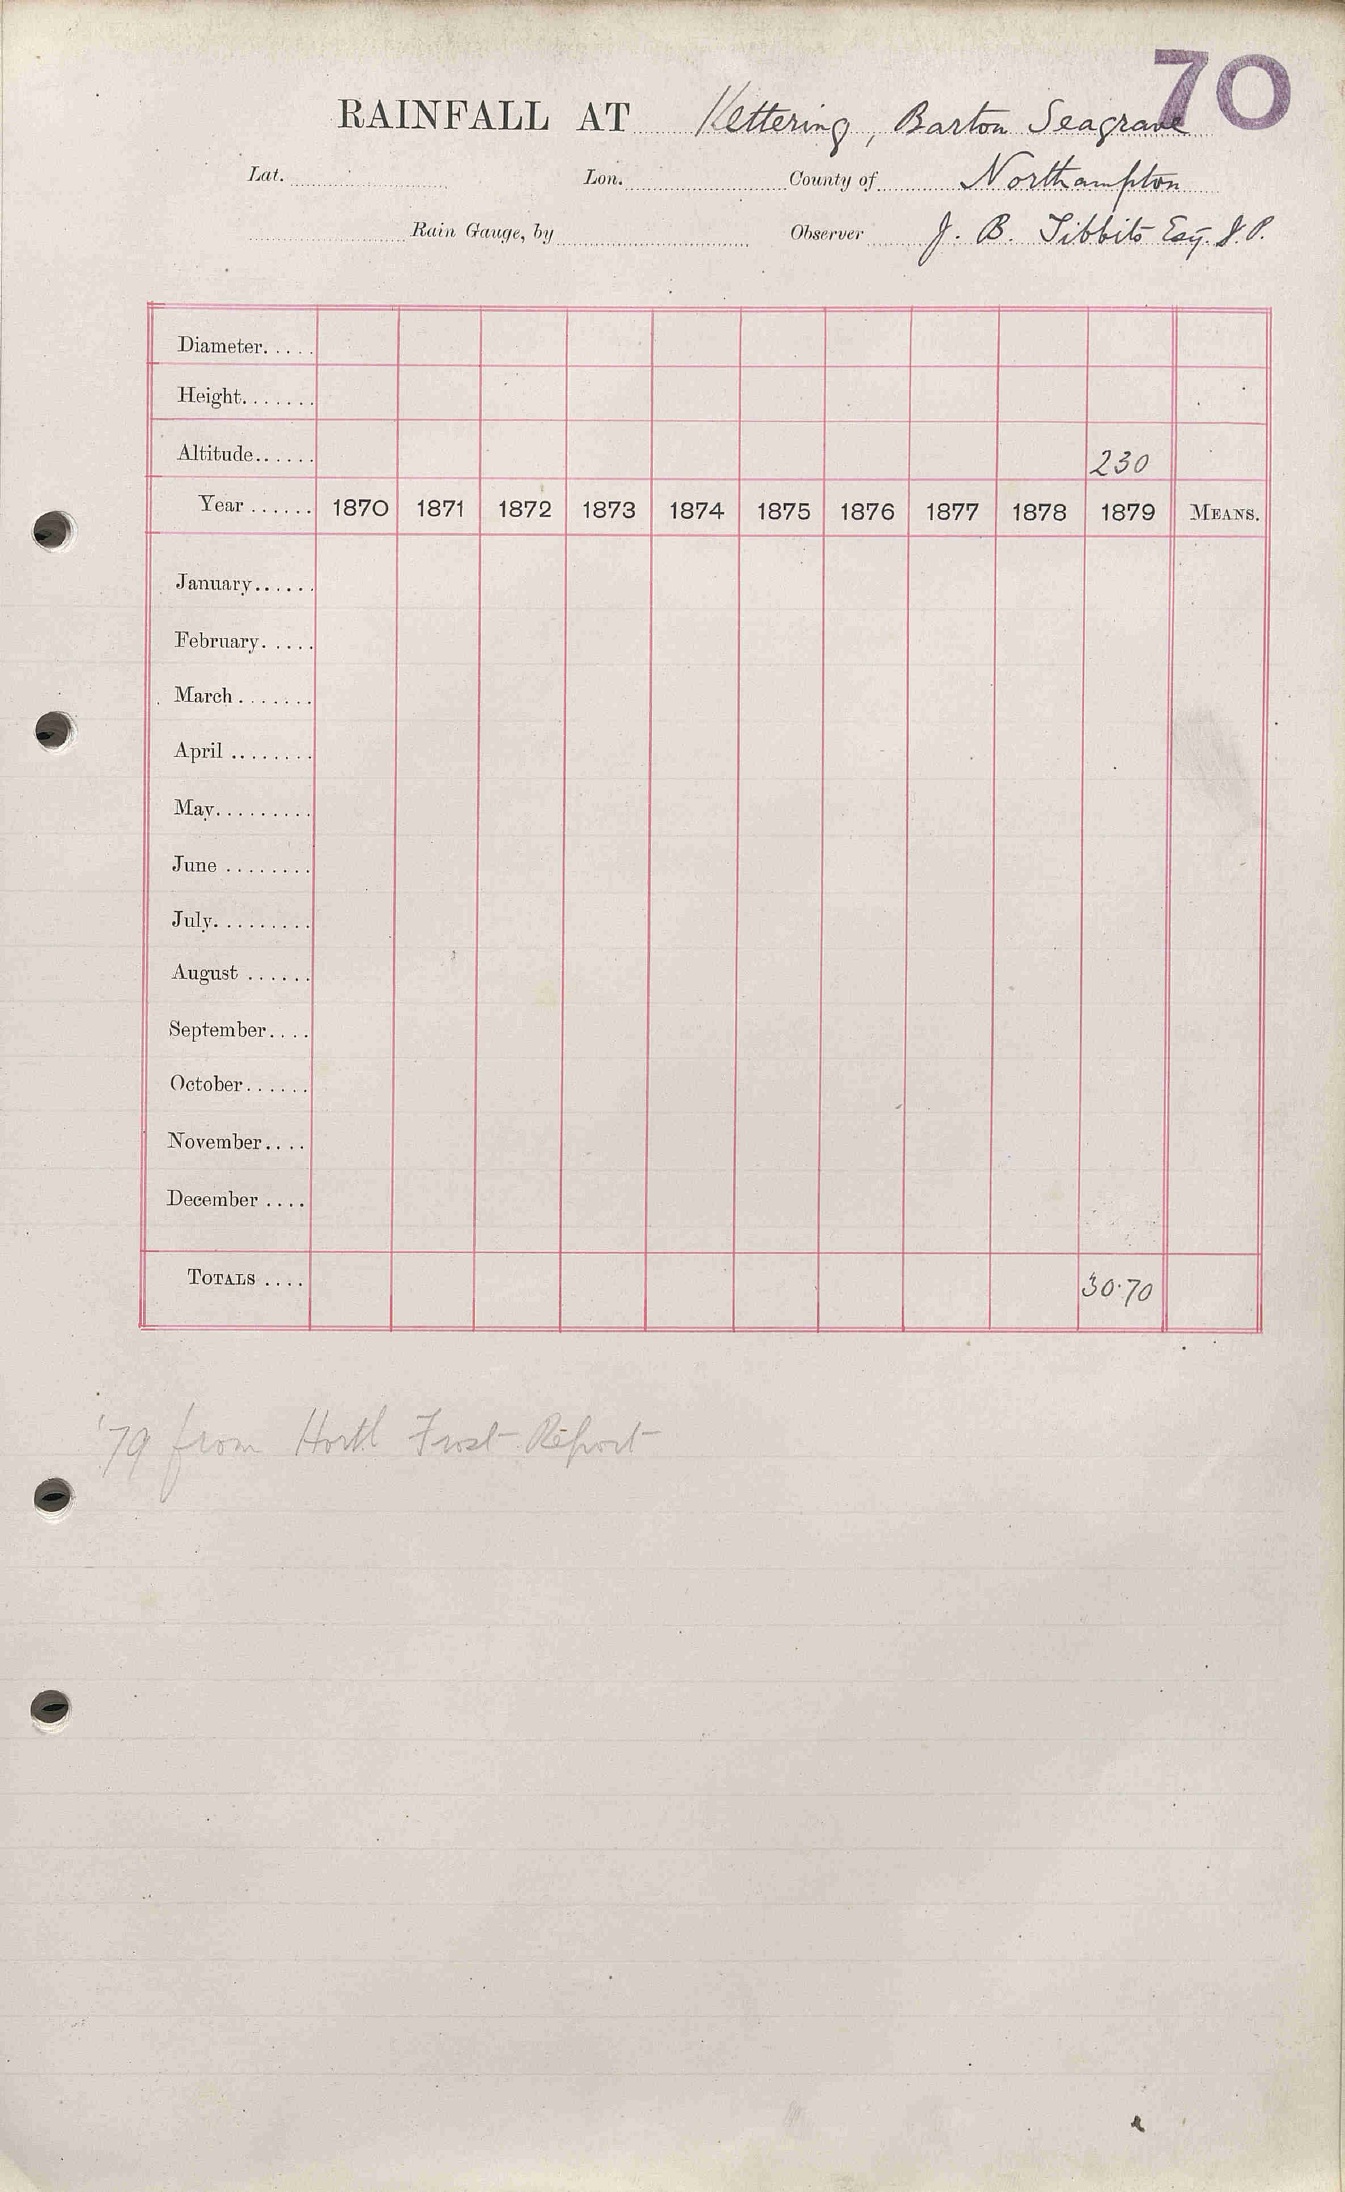 70
RAINFALL AT Kettering, Barton Seagrave
Lat. Lon. County of Northampton
Rain Gauge, by Observer J. B. Tibbits Esq. J.P.
Diameter
Height
Altitude 230
Year 1870 1871 1872 1873 1874 1875 1876 1877 1878 1879 MEANS.
January
February
March
April
May
June
July
August
September
October
November
December
TOTALS 30.70
'79 from Hortl Frost Report